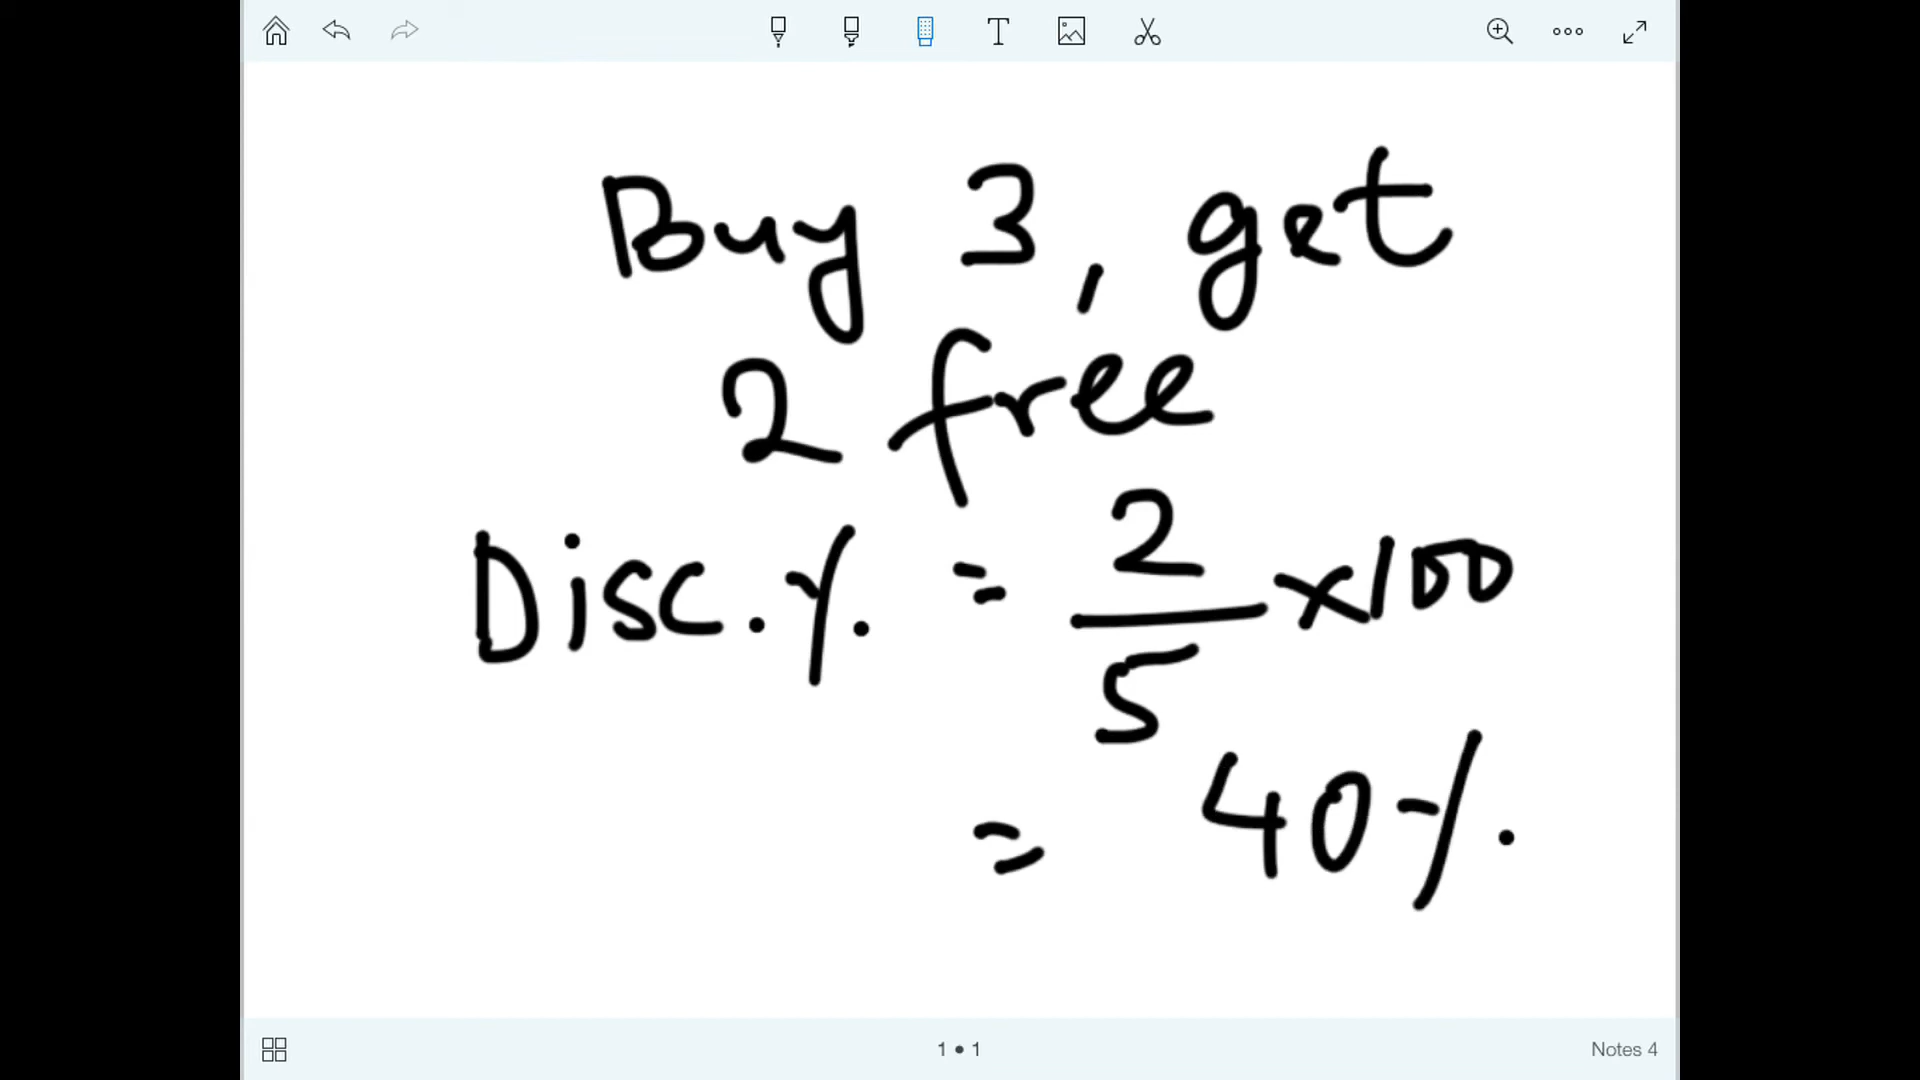 Buy 3, get
2 free
Disc. % = 2/5 x100
= 40%
1 • 1
Notes 4